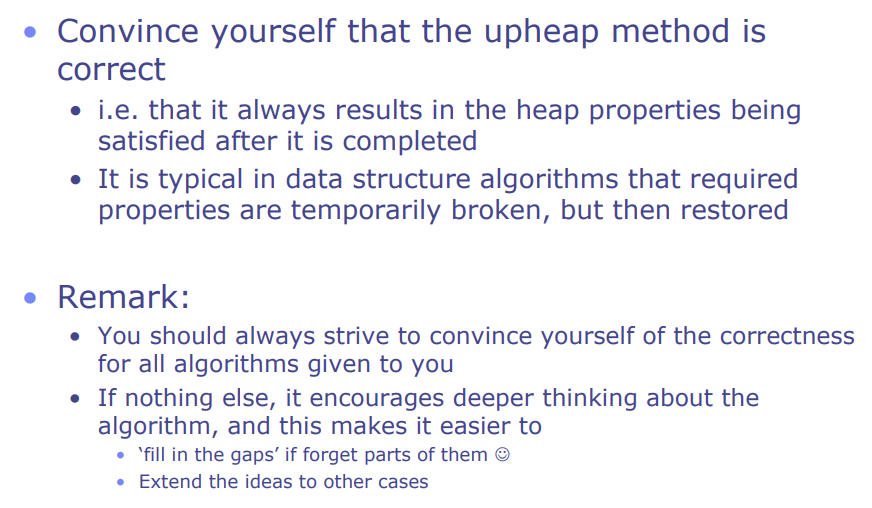 • Convince yourself that the upheap method is
correct
• i.e. that it always results in the heap properties being
satisfied after it is completed
• It is typical in data structure algorithms that required
properties are temporarily broken, but then restored
• Remark:
• You should always strive to convince yourself of the correctness
for all algorithms given to you
• If nothing else, it encourages deeper thinking about the
algorithm, and this makes it easier to
• ‘fill in the gaps’ if forget parts of them ☺
• Extend the ideas to other cases